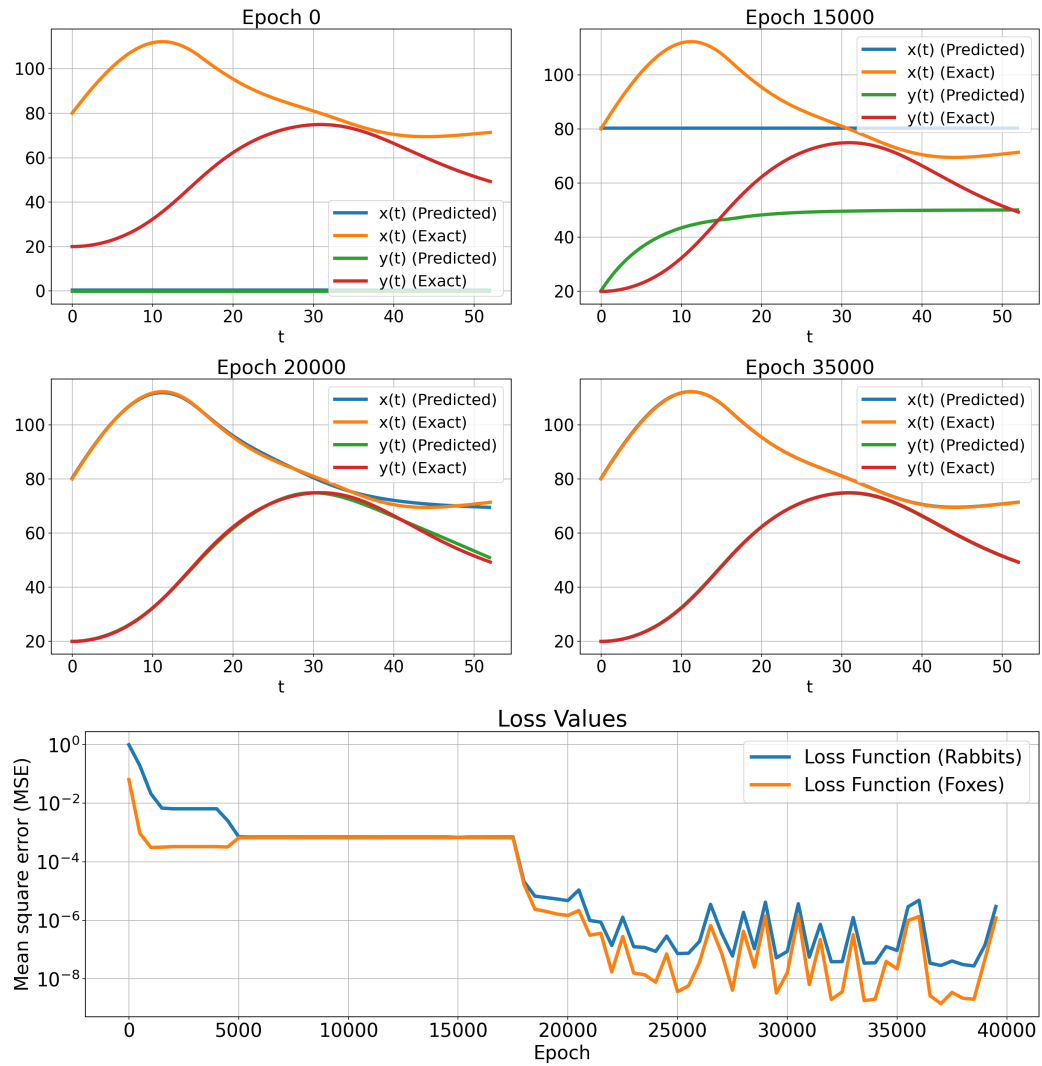 Epoch 0
100
80
60
40
20
0
x(t) (Predicted)
x(t) (Exact)
y(t) (Predicted)
y(t) (Exact)
0 10 20 30 40 50
t
Epoch 15000
100
80
60
40
20
x(t) (Predicted)
x(t) (Exact)
y(t) (Predicted)
y(t) (Exact)
0 10 20 30 40 50
t
Epoch 20000
100
80
60
40
20
x(t) (Predicted)
x(t) (Exact)
y(t) (Predicted)
y(t) (Exact)
0 10 20 30 40 50
t
Epoch 35000
100
80
60
40
20
x(t) (Predicted)
x(t) (Exact)
y(t) (Predicted)
y(t) (Exact)
0 10 20 30 40 50
t
Loss Values
Mean square error (MSE)
10⁰
10⁻²
10⁻⁴
10⁻⁶
10⁻⁸
Loss Function (Rabbits)
Loss Function (Foxes)
0 5000 10000 15000 20000 25000 30000 35000 40000
Epoch